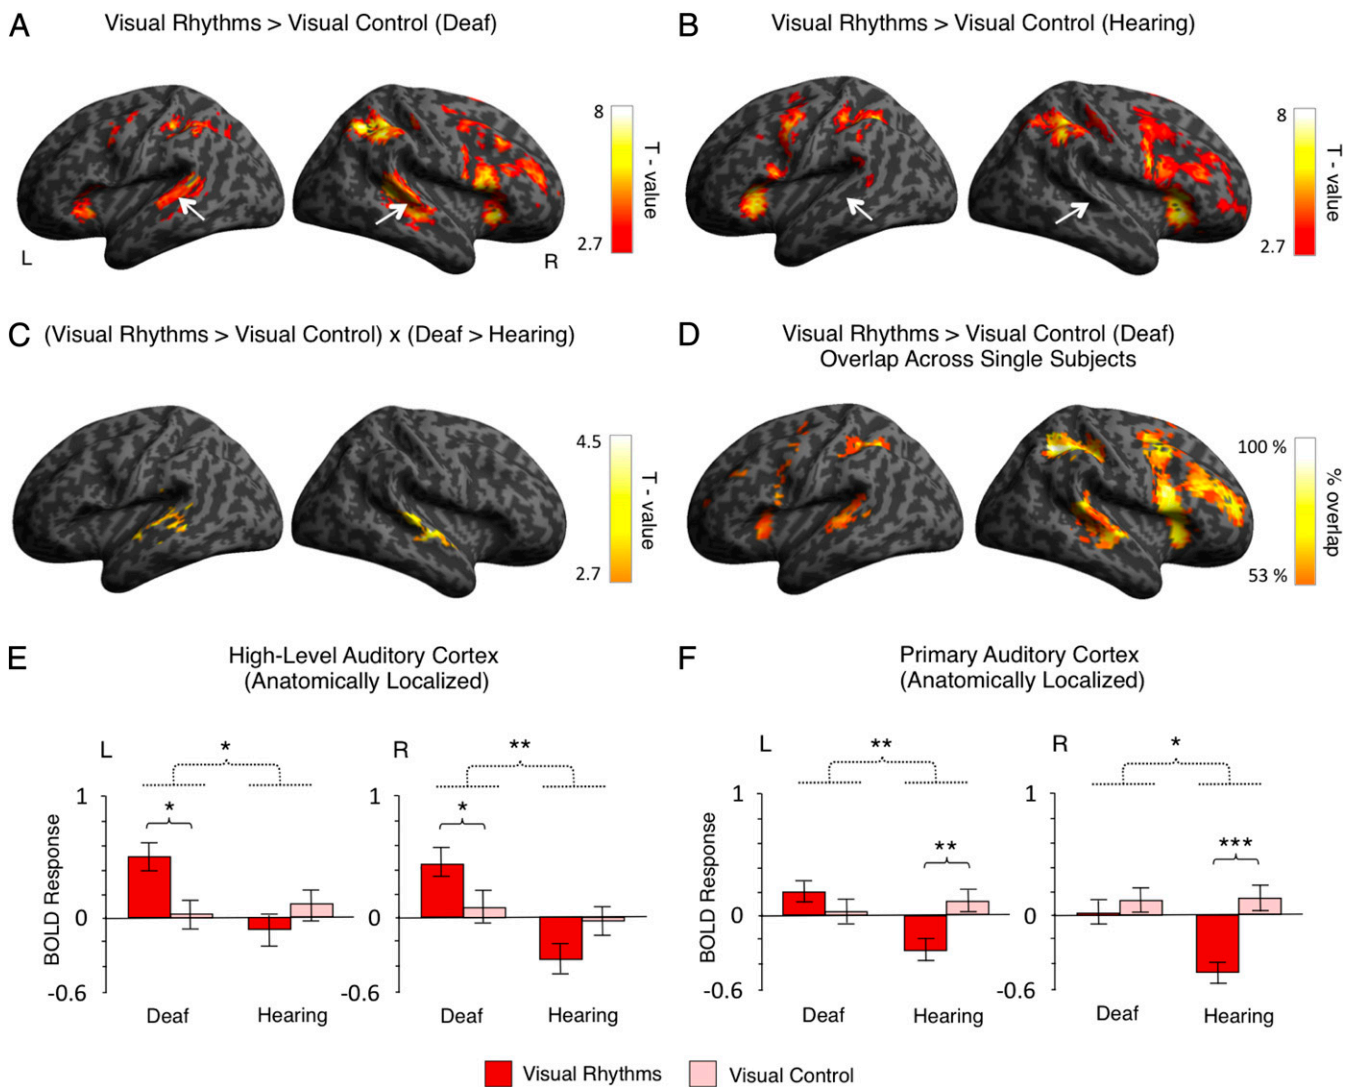 A Visual Rhythms > Visual Control (Deaf)
B Visual Rhythms > Visual Control (Hearing)
8
T - value
2.7
L
R
8
T - value
2.7
C (Visual Rhythms > Visual Control) x (Deaf > Hearing)
D Visual Rhythms > Visual Control (Deaf)
Overlap Across Single Subjects
4.5
T - value
2.7
100 %
% overlap
53 %
E High-Level Auditory Cortex
(Anatomically Localized)
F Primary Auditory Cortex
(Anatomically Localized)
L
*
1
*
BOLD Response
0
-0.6
Deaf
Hearing
R
**
1
*
0
-0.6
Deaf
Hearing
L
**
1
**
BOLD Response
0
-0.6
Deaf
Hearing
R
*
1
***
0
-0.6
Deaf
Hearing
Visual Rhythms
Visual Control